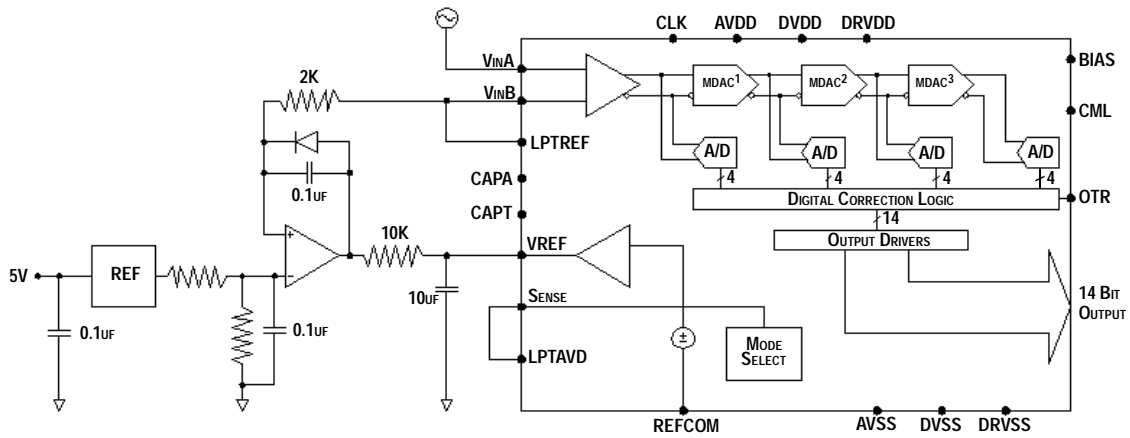 CLK AVDD DVDD DRVDD
VINA
BIAS
2K
VINB
MDAC1 MDAC2 MDAC3
CML
LPTREF
A/D A/D A/D A/D
CAPA
0.1UF
4 4 4 4
DIGITAL CORRECTION LOGIC
OTR
CAPT
14
+
10K
VREF
OUTPUT DRIVERS
5V
REF
−
SENSE
10UF
14 BIT
OUTPUT
0.1UF
0.1UF
±
MODE
SELECT
LPTAVD
REFCOM
AVSS DVSS DRVSS